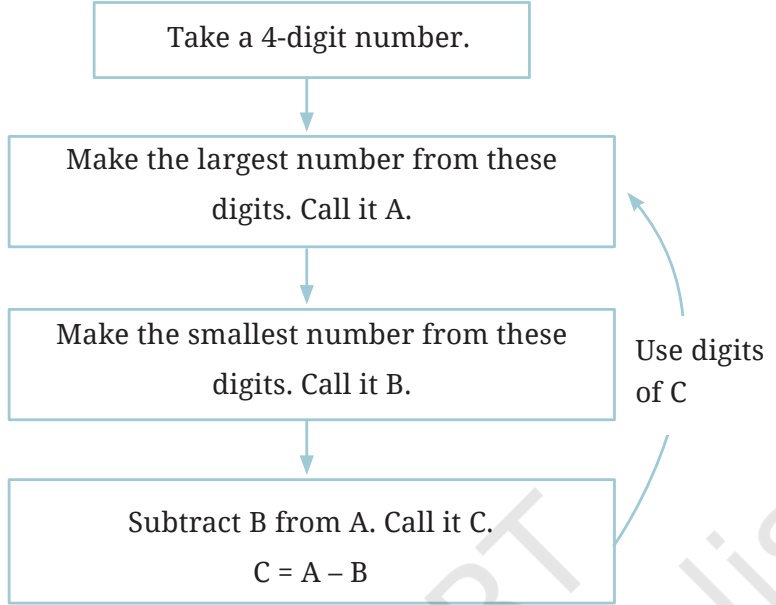 Take a 4-digit number.
Make the largest number from these
digits. Call it A.
Make the smallest number from these
digits. Call it B.
Use digits
of C
Subtract B from A. Call it C.
C = A – B